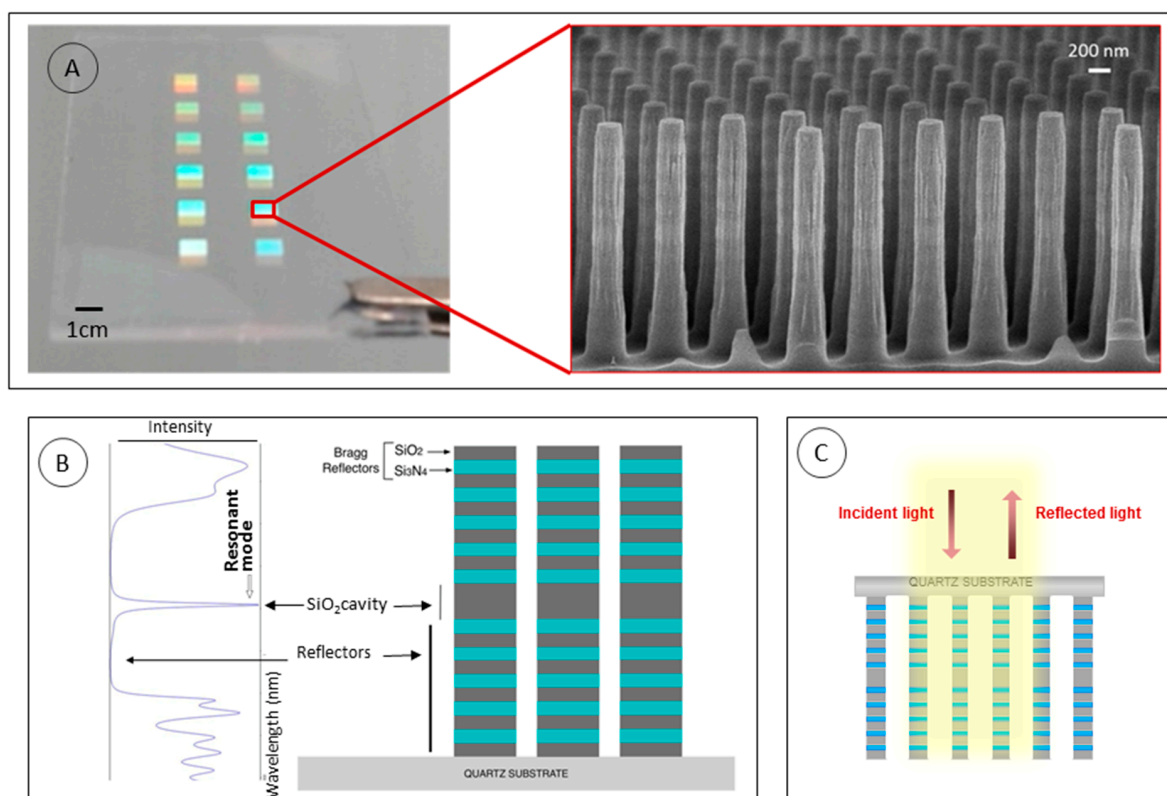 A
200 nm
1cm
B
Intensity
Resonant
mode
Wavelength (nm)
Bragg
Reflectors
SiO₂
Si₃N₄
SiO₂cavity
Reflectors
QUARTZ SUBSTRATE
C
Incident light
Reflected light
QUARTZ SUBSTRATE